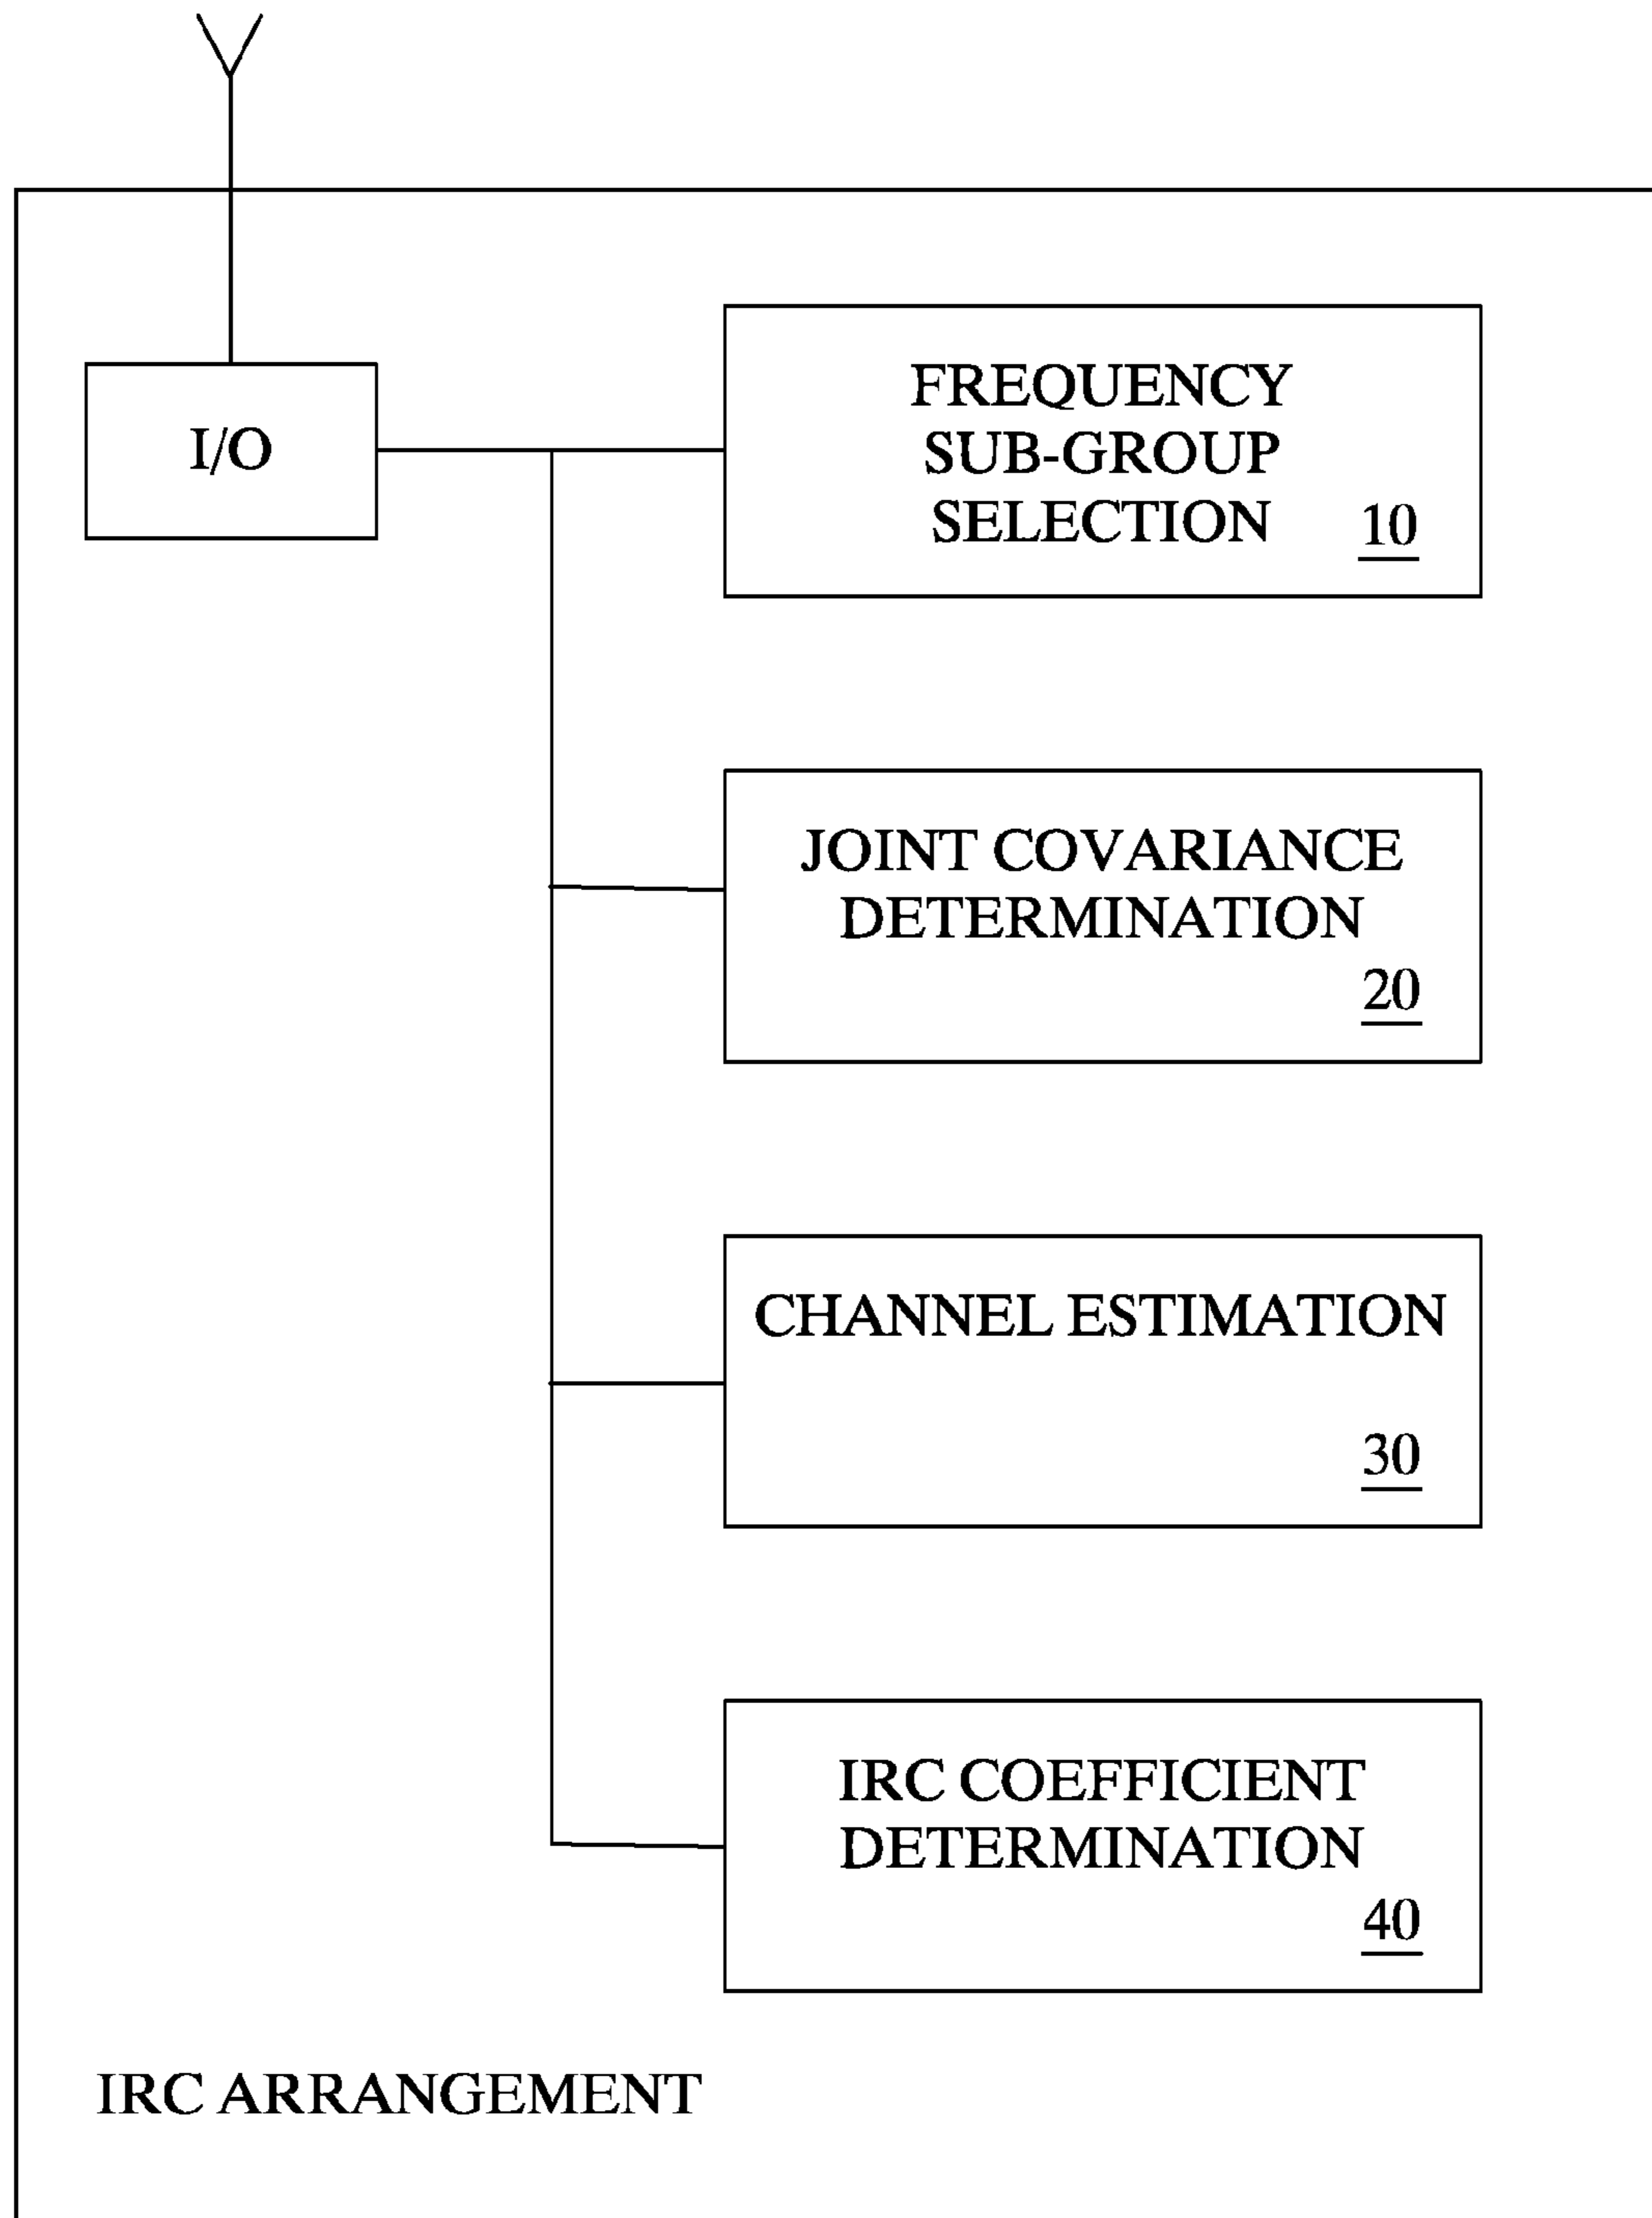 I/O
FREQUENCY
SUB-GROUP
SELECTION
10
JOINT COVARIANCE
DETERMINATION
20
CHANNEL ESTIMATION
30
IRC COEFFICIENT
DETERMINATION
40
IRC ARRANGEMENT